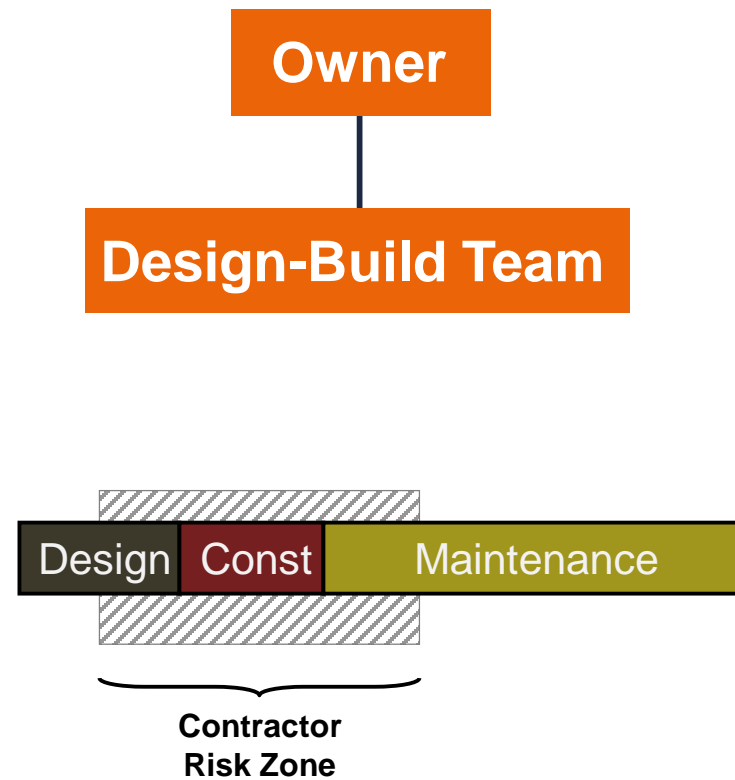 Owner
Design-Build Team
Design Const Maintenance
Contractor
Risk Zone